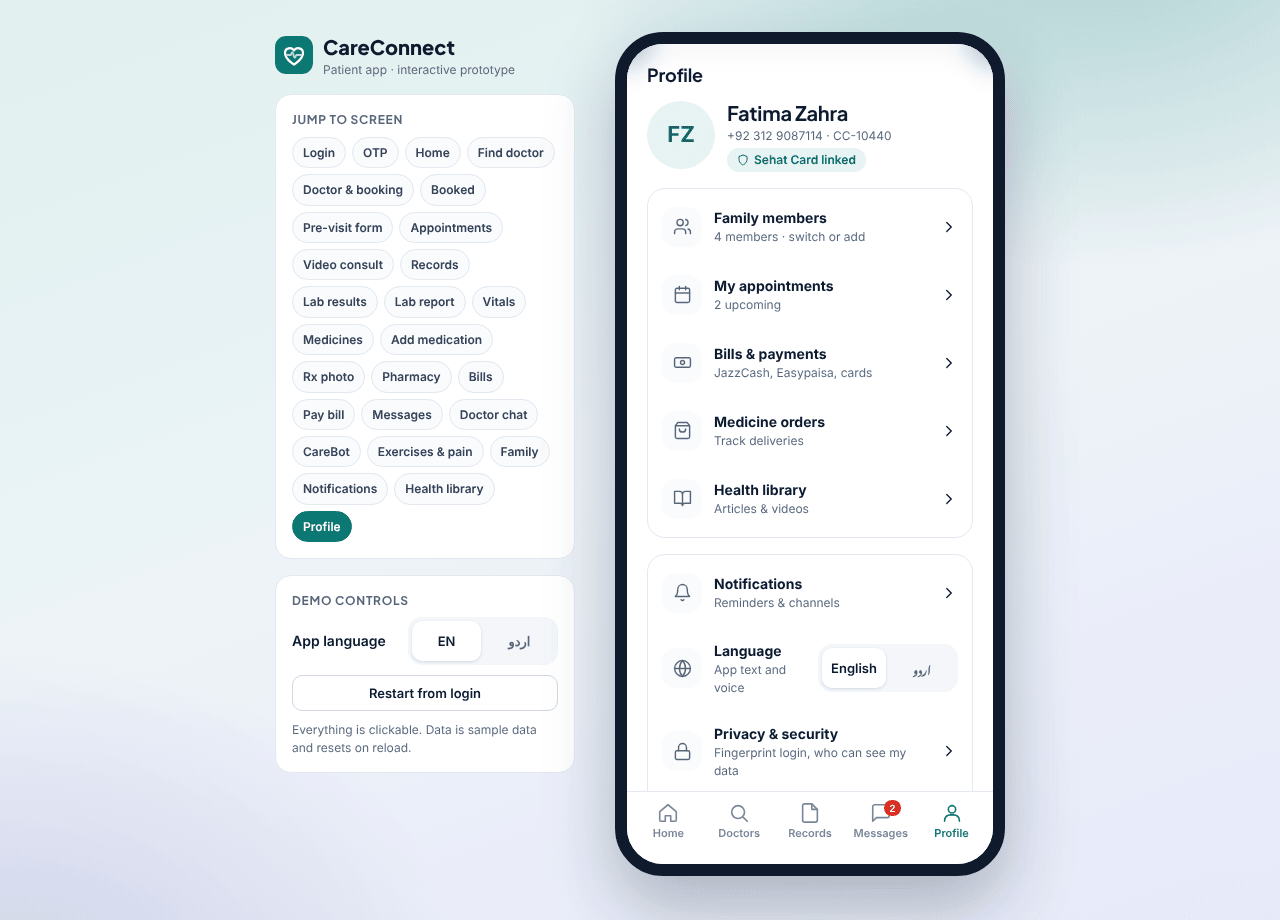 CareConnect
Patient app · interactive prototype
JUMP TO SCREEN
Login
OTP
Home
Find doctor
Doctor & booking
Booked
Pre-visit form
Appointments
Video consult
Records
Lab results
Lab report
Vitals
Medicines
Add medication
Rx photo
Pharmacy
Bills
Pay bill
Messages
Doctor chat
CareBot
Exercises & pain
Family
Notifications
Health library
Profile
DEMO CONTROLS
App language
EN
اردو
Restart from login
Everything is clickable. Data is sample data
and resets on reload.
Profile
FZ
Fatima Zahra
+92 312 9087114 · CC-10440
Sehat Card linked
Family members
4 members · switch or add
My appointments
2 upcoming
Bills & payments
JazzCash, Easypaisa, cards
Medicine orders
Track deliveries
Health library
Articles & videos
Notifications
Reminders & channels
Language
App text and
voice
English
اردو
Privacy & security
Fingerprint login, who can see my
data
Home
Doctors
Records
Messages
2
Profile